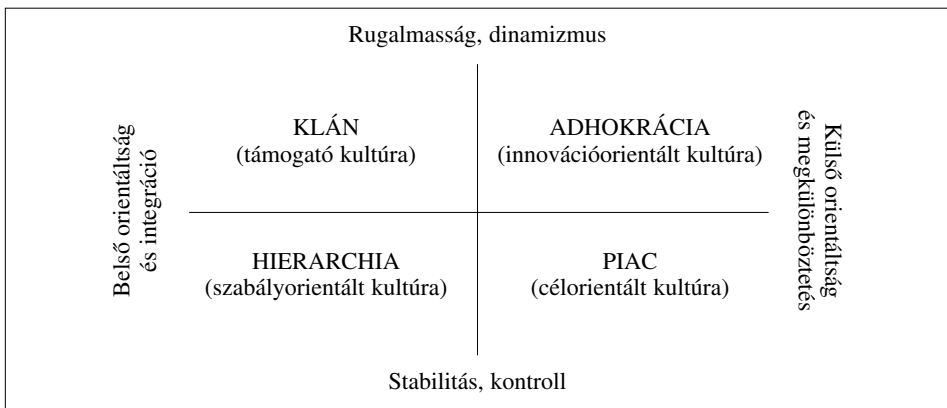 Rugalmasság, dinamizmus
Belső orientáltság
és integráció
KLÁN
(támogató kultúra)
ADHOKRÁCIA
(innovációorientált kultúra)
Külső orientáltság
és megkülönböztetés
HIERARCHIA
(szabályorientált kultúra)
PIAC
(célorientált kultúra)
Stabilitás, kontroll